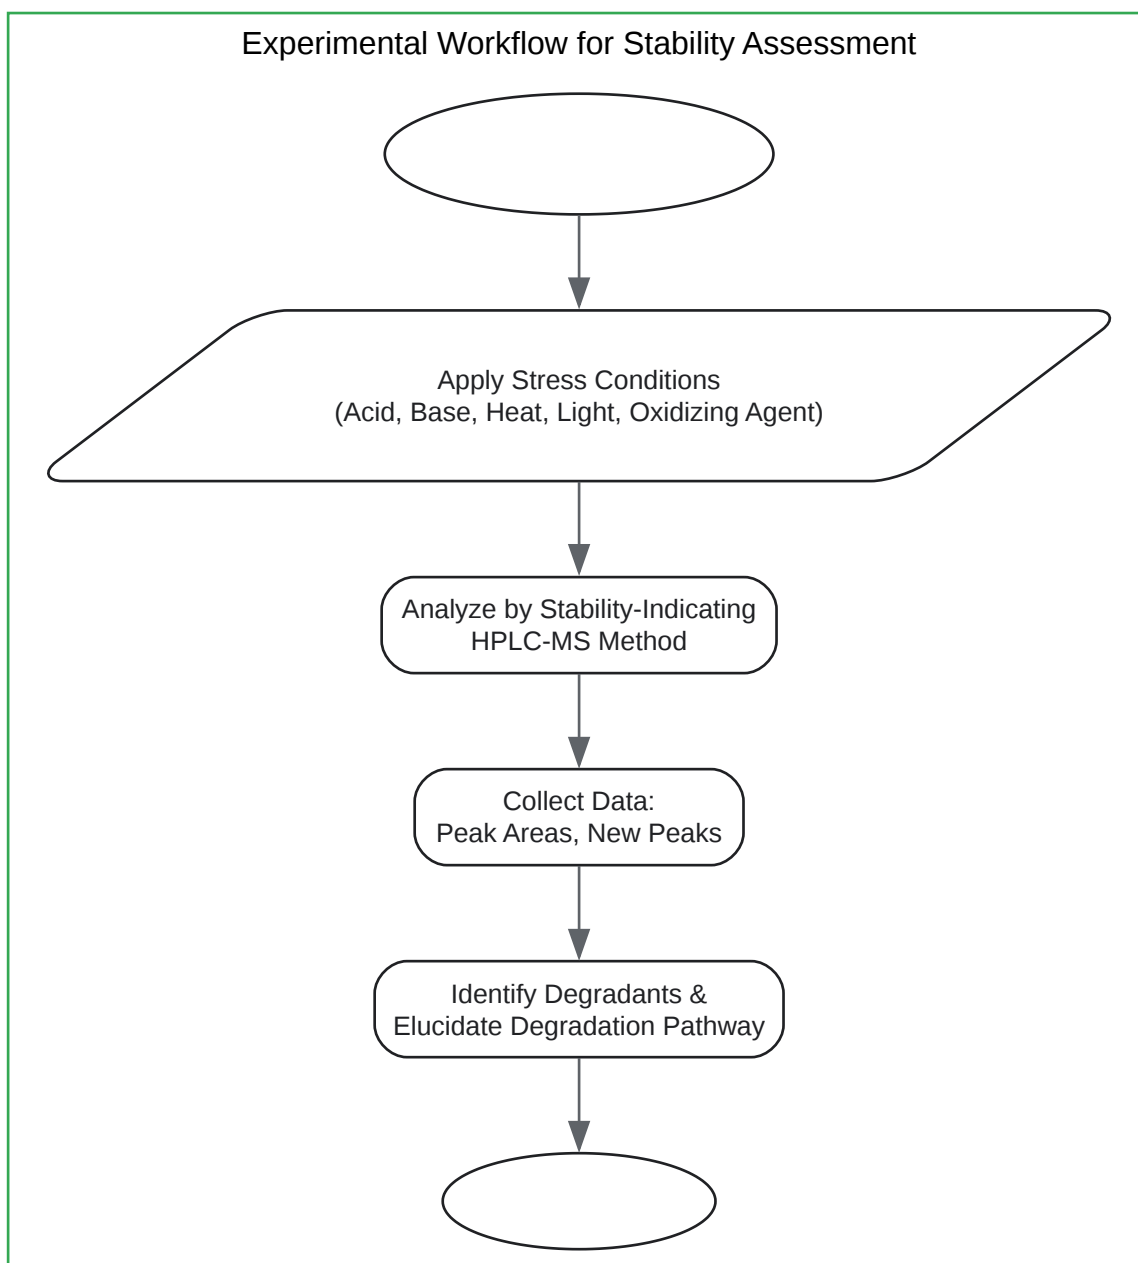 Experimental Workflow for Stability Assessment
Apply Stress Conditions
(Acid, Base, Heat, Light, Oxidizing Agent)
Analyze by Stability-Indicating
HPLC-MS Method
Collect Data:
Peak Areas, New Peaks
Identify Degradants &
Elucidate Degradation Pathway